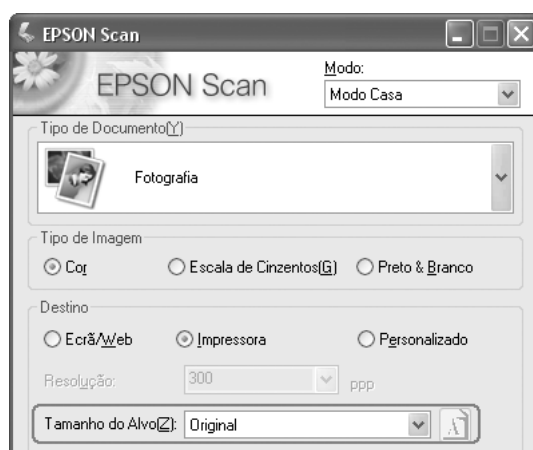 EPSON Scan
EPSON Scan
Modo:
Modo Casa
Tipo de Documento(Y)
Fotografia
Tipo de Imagem
Cor
Escala de Cinzentos(G)
Preto & Branco
Destino
Ecrã/Web
Impressora
Personalizado
Resolução:
300
ppp
Tamanho do Alvo(Z):
Original
A